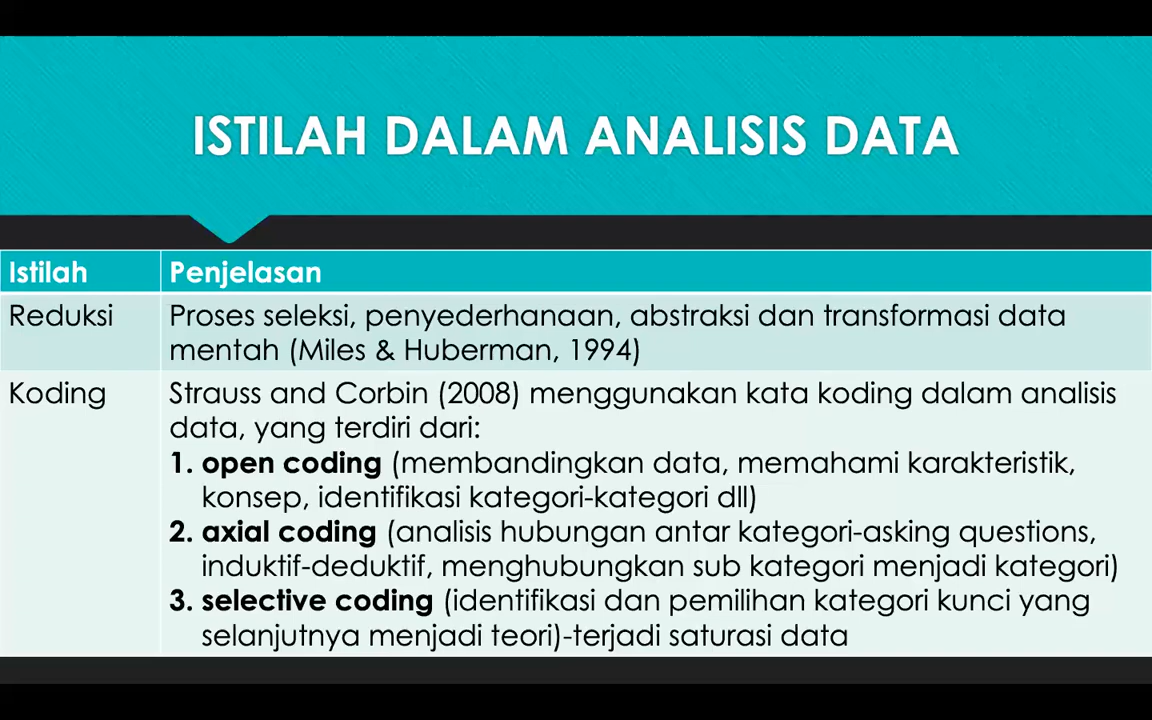 ISTILAH DALAM ANALISIS DATA
Istilah
Penjelasan
Reduksi
Proses seleksi, penyederhanaan, abstraksi dan transformasi data
mentah (Miles & Huberman, 1994)
Koding
Strauss and Corbin (2008) menggunakan kata koding dalam analisis
data, yang terdiri dari:
1. open coding (membandingkan data, memahami karakteristik,
konsep, identifikasi kategori-kategori dll)
2. axial coding (analisis hubungan antar kategori-asking questions,
induktif-deduktif, menghubungkan sub kategori menjadi kategori)
3. selective coding (identifikasi dan pemilihan kategori kunci yang
selanjutnya menjadi teori)-terjadi saturasi data